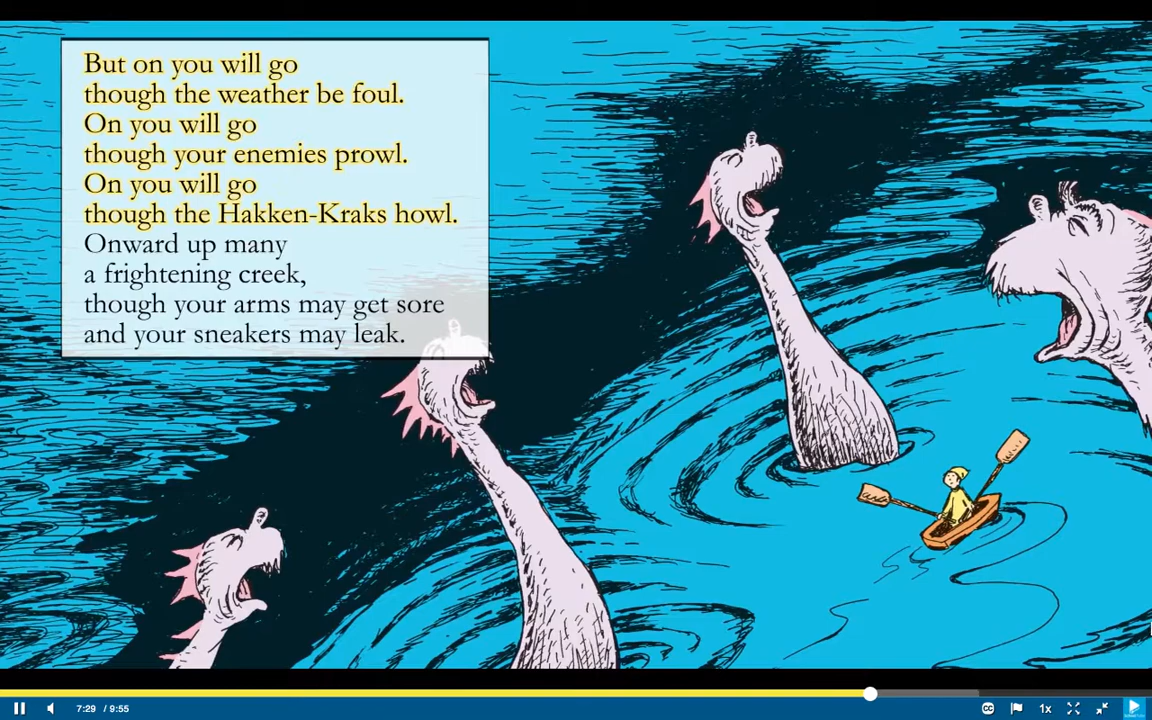 But on you will go
though the weather be foul.
On you will go
though your enemies prowl.
On you will go
though the Hakken-Kraks howl.
Onward up many
a frightening creek,
though your arms may get sore
and your sneakers may leak.
7:29 / 9:55
CC
1x